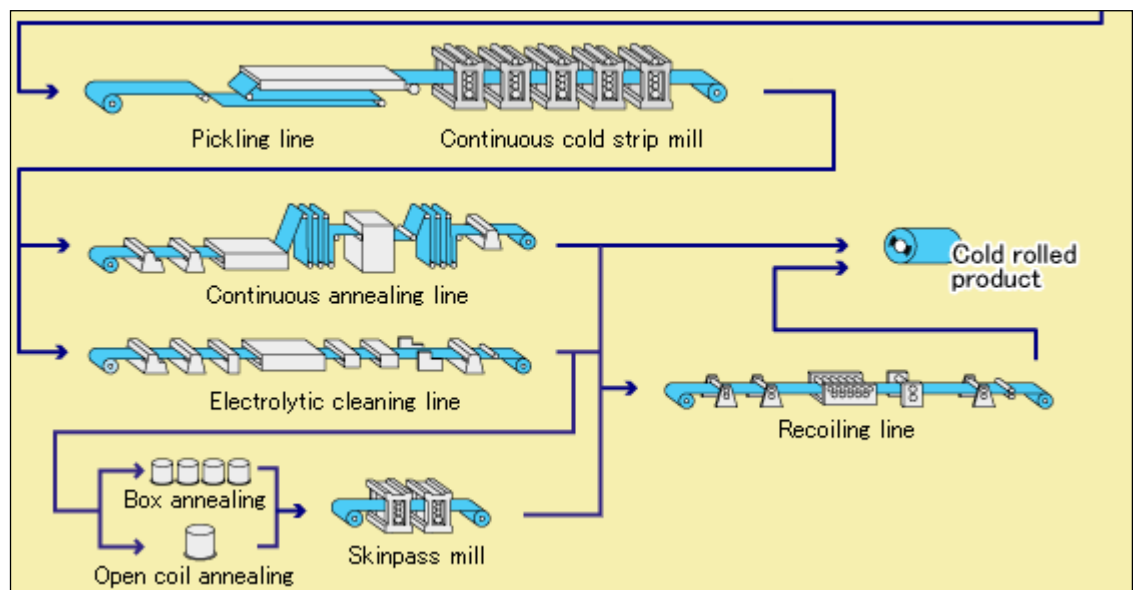 Pickling line
Continuous cold strip mill
Continuous annealing line
Cold rolled
product
Electrolytic cleaning line
Recoiling line
Box annealing
Open coil annealing
Skinpass mill